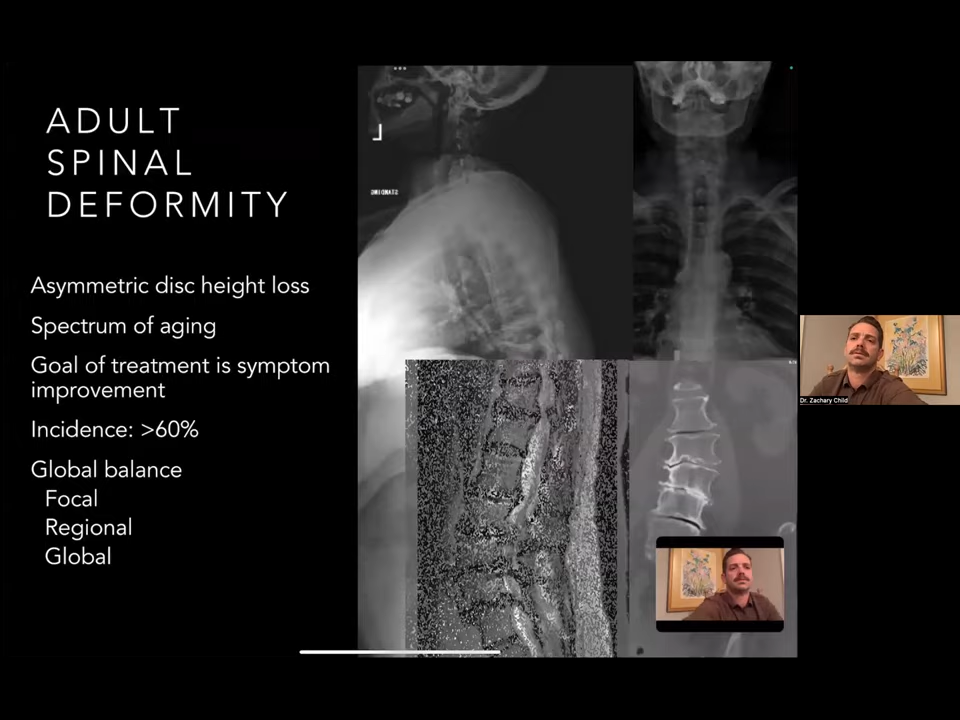 ADULT
SPINAL
DEFORMITY
Asymmetric disc height loss
Spectrum of aging
Goal of treatment is symptom
improvement
Incidence: >60%
Global balance
Focal
Regional
Global
Dr. Zachary Child